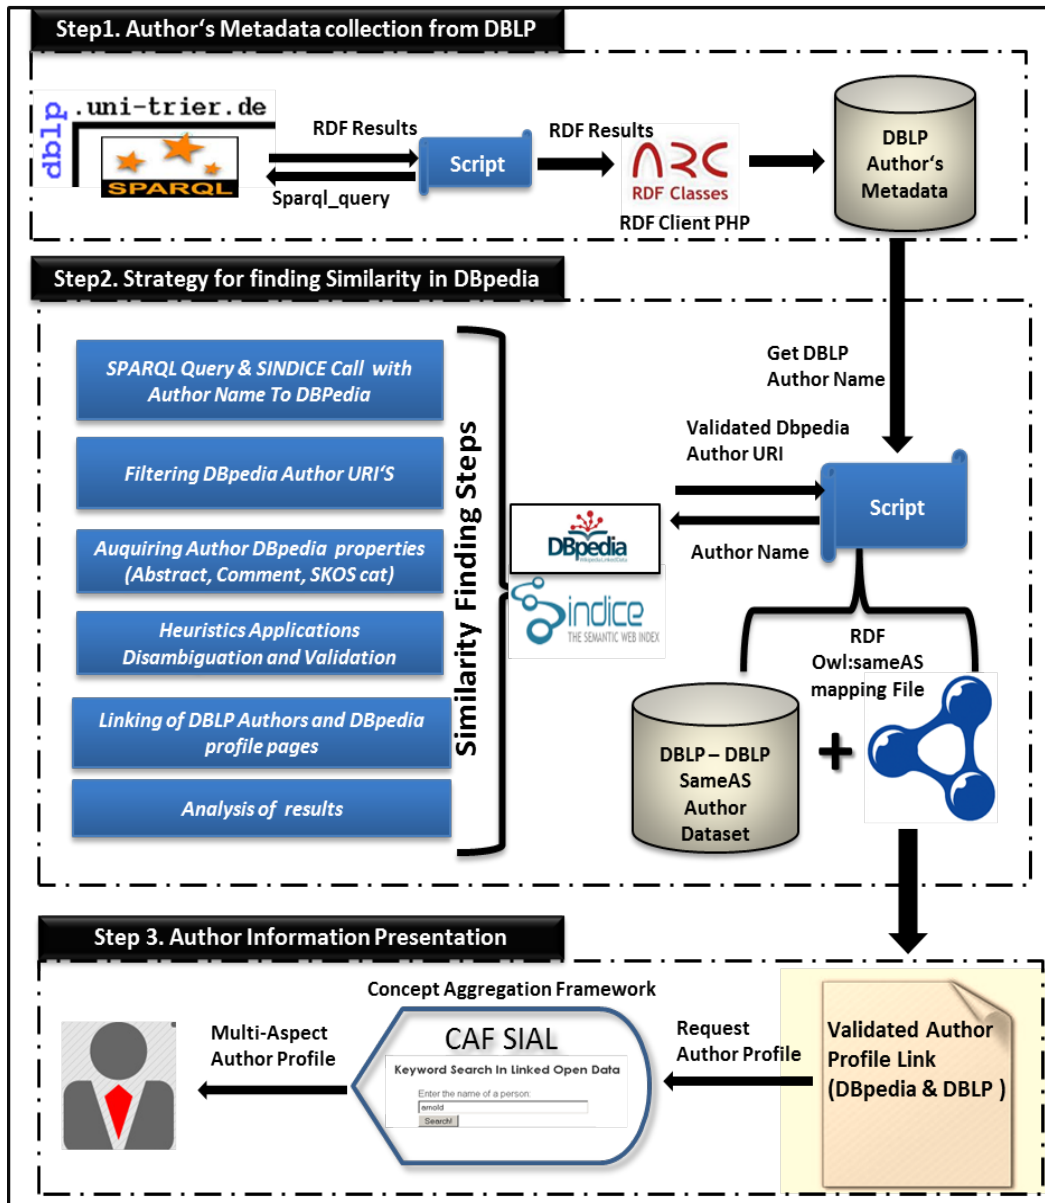 Step1. Author‘s Metadata collection from DBLP
dblp
.uni-trier.de
SPARQL
RDF Results
Sparql_query
Script
RDF Results
ARC
RDF Classes
RDF Client PHP
DBLP
Author‘s
Metadata
Step2. Strategy for finding Similarity in DBpedia
SPARQL Query & SINDICE Call with
Author Name To DBPedia
Filtering DBpedia Author URI‘S
Auquiring Author DBpedia properties
(Abstract, Comment, SKOS cat)
Heuristics Applications
Disambiguation and Validation
Linking of DBLP Authors and DBpedia
profile pages
Analysis of results
Similarity Finding Steps
DBpedia
Sindice
THE SEMANTIC WEB INDEX
Get DBLP
Author Name
Validated Dbpedia
Author URI
Author Name
Script
RDF
Owl:sameAS
mapping File
DBLP – DBLP
SameAS
Author
Dataset
+
Step 3. Author Information Presentation
Multi-Aspect
Author Profile
Concept Aggregation Framework
CAF SIAL
Keyword Search In Linked Open Data
Enter the name of a person:
arnold
Search!
Request
Author Profile
Validated Author
Profile Link
(DBpedia & DBLP )